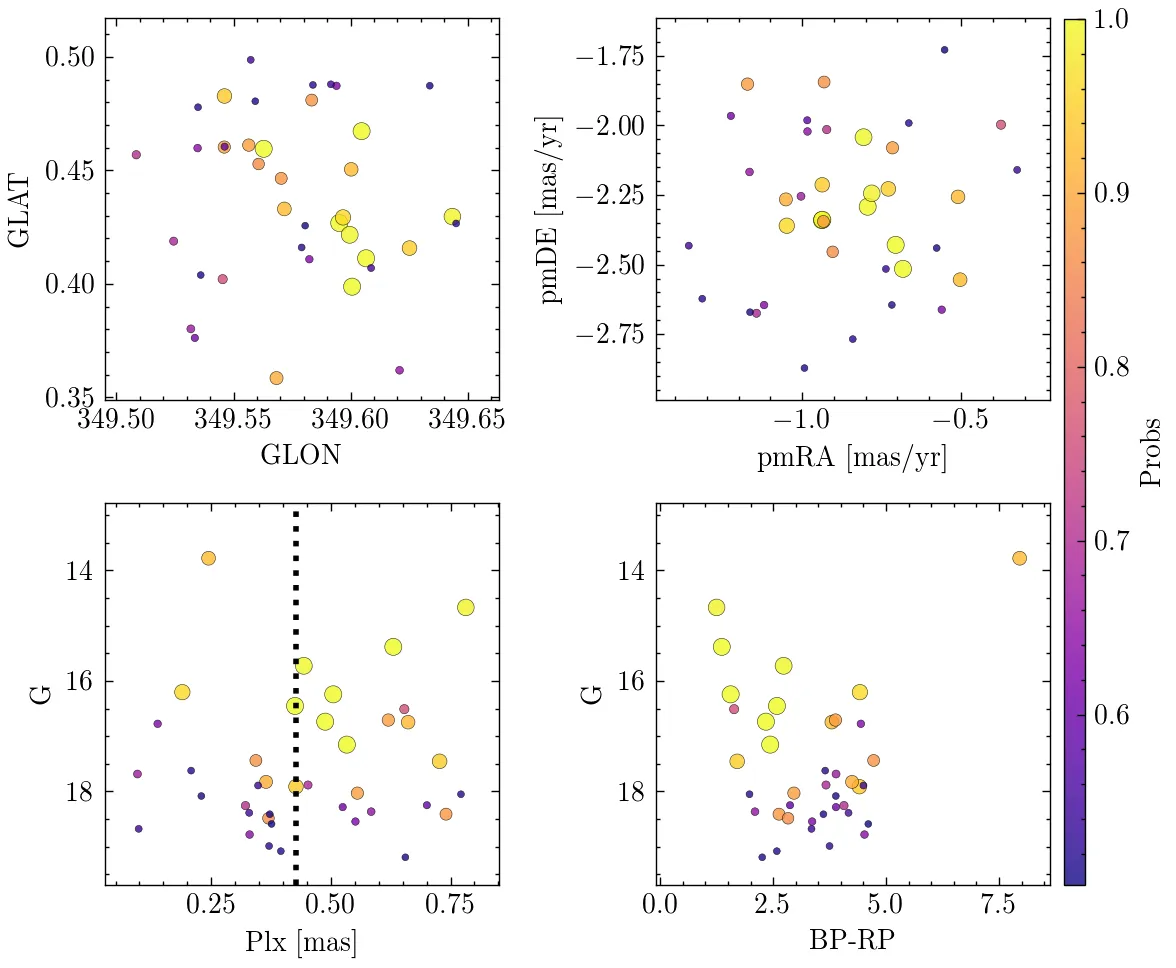 0.50
0.45
0.40
0.35
GLAT
349.50 349.55 349.60 349.65
GLON
−1.75
−2.00
−2.25
−2.50
−2.75
pmDE [mas/yr]
−1.0 −0.5
pmRA [mas/yr]
1.0
0.9
0.8
0.7
0.6
Probs
14
16
18
G
0.25 0.50 0.75
Plx [mas]
14
16
18
G
0.0 2.5 5.0 7.5
BP-RP